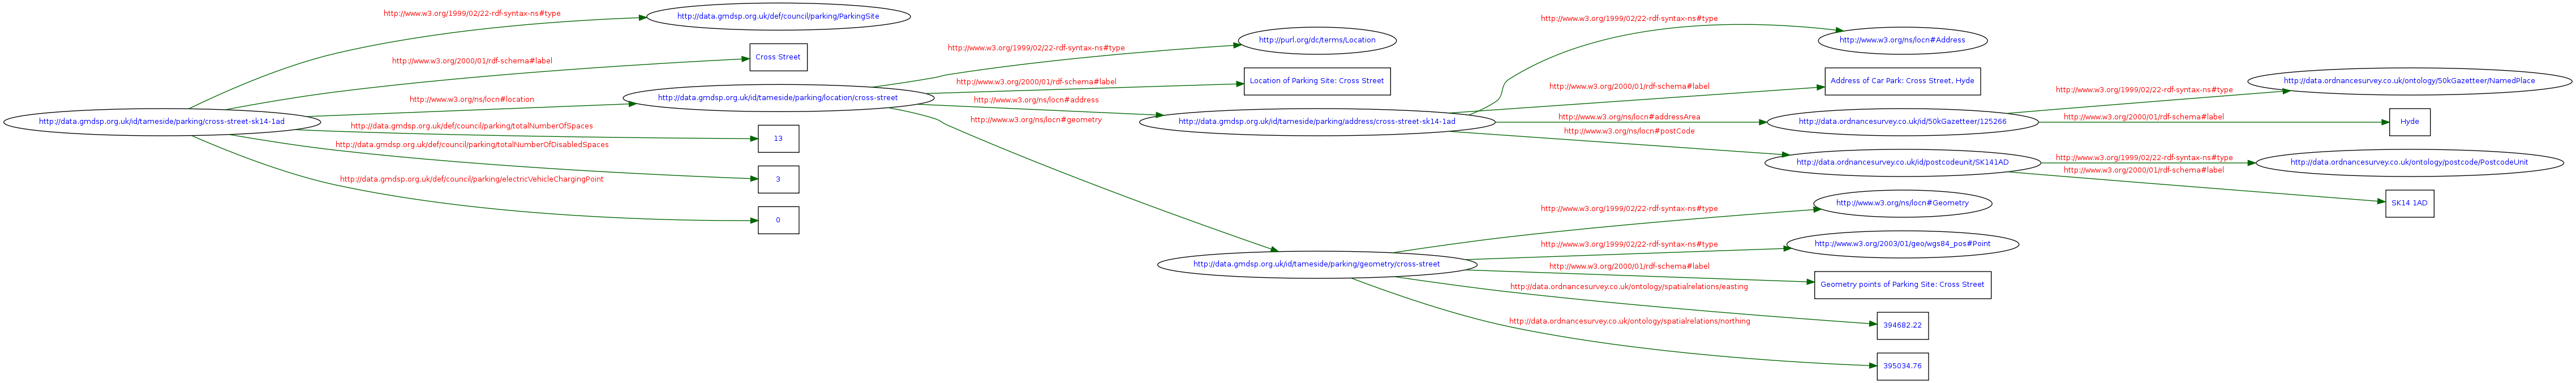 http://www.w3.org/1999/02/22-rdf-syntax-ns#type
http://data.gmdsp.org.uk/def/council/parking/ParkingSite
http://www.w3.org/2000/01/rdf-schema#label
Cross Street
http://www.w3.org/ns/locn#location
http://data.gmdsp.org.uk/id/tameside/parking/location/cross-street
http://data.gmdsp.org.uk/id/tameside/parking/cross-street-sk14-1ad
http://data.gmdsp.org.uk/def/council/parking/totalNumberOfSpaces
13
http://data.gmdsp.org.uk/def/council/parking/totalNumberOfDisabledSpaces
3
http://data.gmdsp.org.uk/def/council/parking/electricVehicleChargingPoint
0
http://www.w3.org/1999/02/22-rdf-syntax-ns#type
http://purl.org/dc/terms/Location
http://www.w3.org/2000/01/rdf-schema#label
Location of Parking Site: Cross Street
http://www.w3.org/ns/locn#address
http://data.gmdsp.org.uk/id/tameside/parking/address/cross-street-sk14-1ad
http://www.w3.org/ns/locn#geometry
http://data.gmdsp.org.uk/id/tameside/parking/geometry/cross-street
http://www.w3.org/1999/02/22-rdf-syntax-ns#type
http://www.w3.org/ns/locn#Address
http://www.w3.org/2000/01/rdf-schema#label
Address of Car Park: Cross Street, Hyde
http://www.w3.org/ns/locn#addressArea
http://data.ordnancesurvey.co.uk/id/50kGazetteer/125266
http://www.w3.org/ns/locn#postCode
http://data.ordnancesurvey.co.uk/id/postcodeunit/SK141AD
http://www.w3.org/1999/02/22-rdf-syntax-ns#type
http://www.w3.org/ns/locn#Geometry
http://www.w3.org/1999/02/22-rdf-syntax-ns#type
http://www.w3.org/2003/01/geo/wgs84_pos#Point
http://www.w3.org/2000/01/rdf-schema#label
Geometry points of Parking Site: Cross Street
http://data.ordnancesurvey.co.uk/ontology/spatialrelations/easting
394682.22
http://data.ordnancesurvey.co.uk/ontology/spatialrelations/northing
395034.76
http://www.w3.org/1999/02/22-rdf-syntax-ns#type
http://data.ordnancesurvey.co.uk/ontology/50kGazetteer/NamedPlace
http://www.w3.org/2000/01/rdf-schema#label
Hyde
http://www.w3.org/1999/02/22-rdf-syntax-ns#type
http://data.ordnancesurvey.co.uk/ontology/postcode/PostcodeUnit
http://www.w3.org/2000/01/rdf-schema#label
SK14 1AD